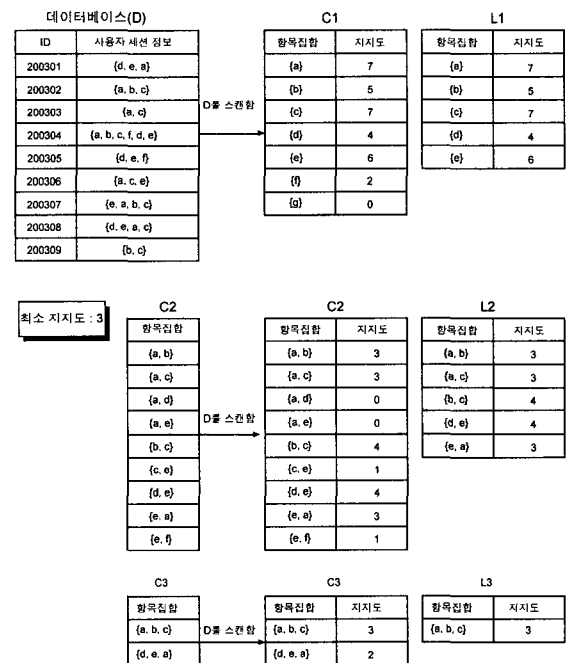 데이터베이스(D)
ID 사용자 세션 정보
200301 {d, e, a}
200302 {a, b, c}
200303 {a, c}
200304 {a, b, c, f, d, e}
200305 {d, e, f}
200306 {a, c, e}
200307 {e, a, b, c}
200308 {d, e, a, c}
200309 {b, c}
D를 스캔함
C1
항목집합 지지도
{a} 7
{b} 5
{c} 7
{d} 4
{e} 6
{f} 2
{g} 0
L1
항목집합 지지도
{a} 7
{b} 5
{c} 7
{d} 4
{e} 6
최소 지지도 : 3
C2
항목집합
{a, b}
{a, c}
{a, d}
{a, e}
{b, c}
{c, e}
{d, e}
{e, a}
{e, f}
D를 스캔함
C2
항목집합 지지도
{a, b} 3
{a, c} 3
{a, d} 0
{a, e} 0
{b, c} 4
{c, e} 1
{d, e} 4
{e, a} 3
{e, f} 1
L2
항목집합 지지도
{a, b} 3
{a, c} 3
{b, c} 4
{d, e} 4
{e, a} 3
C3
항목집합
{a, b, c}
{d, e, a}
D를 스캔함
C3
항목집합 지지도
{a, b, c} 3
{d, e, a} 2
L3
항목집합 지지도
{a, b, c} 3